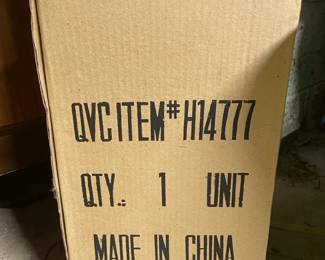 QVC ITEM# H14777
QTY.: 1 UNIT
MADE IN CHINA